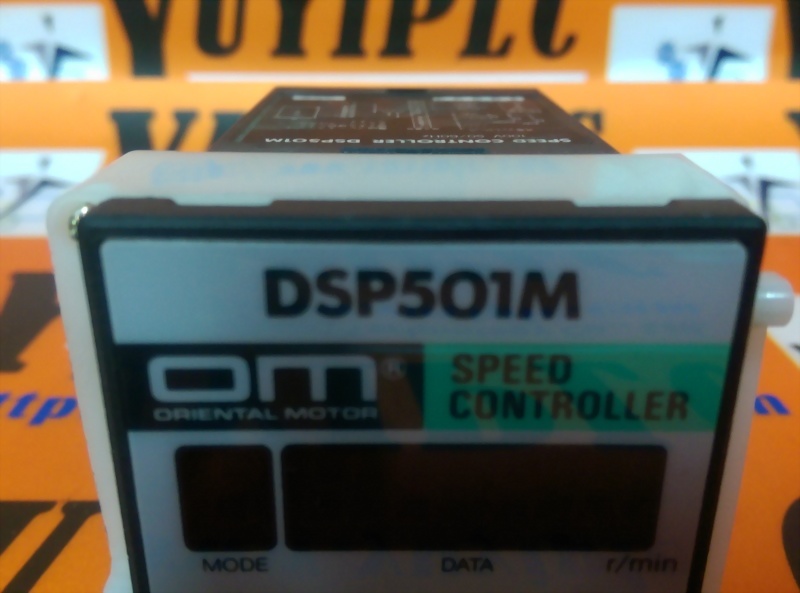 YUYIPLC
SPEED CONTROLLER DSP501M
DSP501M
om®
ORIENTAL MOTOR
SPEED
CONTROLLER
MODE DATA r/min